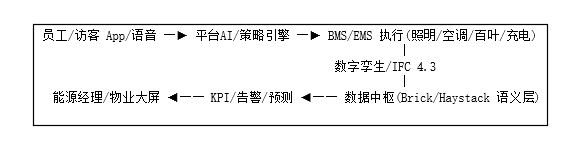 员工/访客 App/语音 —▶ 平台AI/策略引擎 —▶ BMS/EMS 执行(照明/空调/百叶/充电)
数字孪生/IFC 4.3
能源经理/物业大屏 ◀—— KPI/告警/预测 ◀—— 数据中枢(Brick/Haystack 语义层)